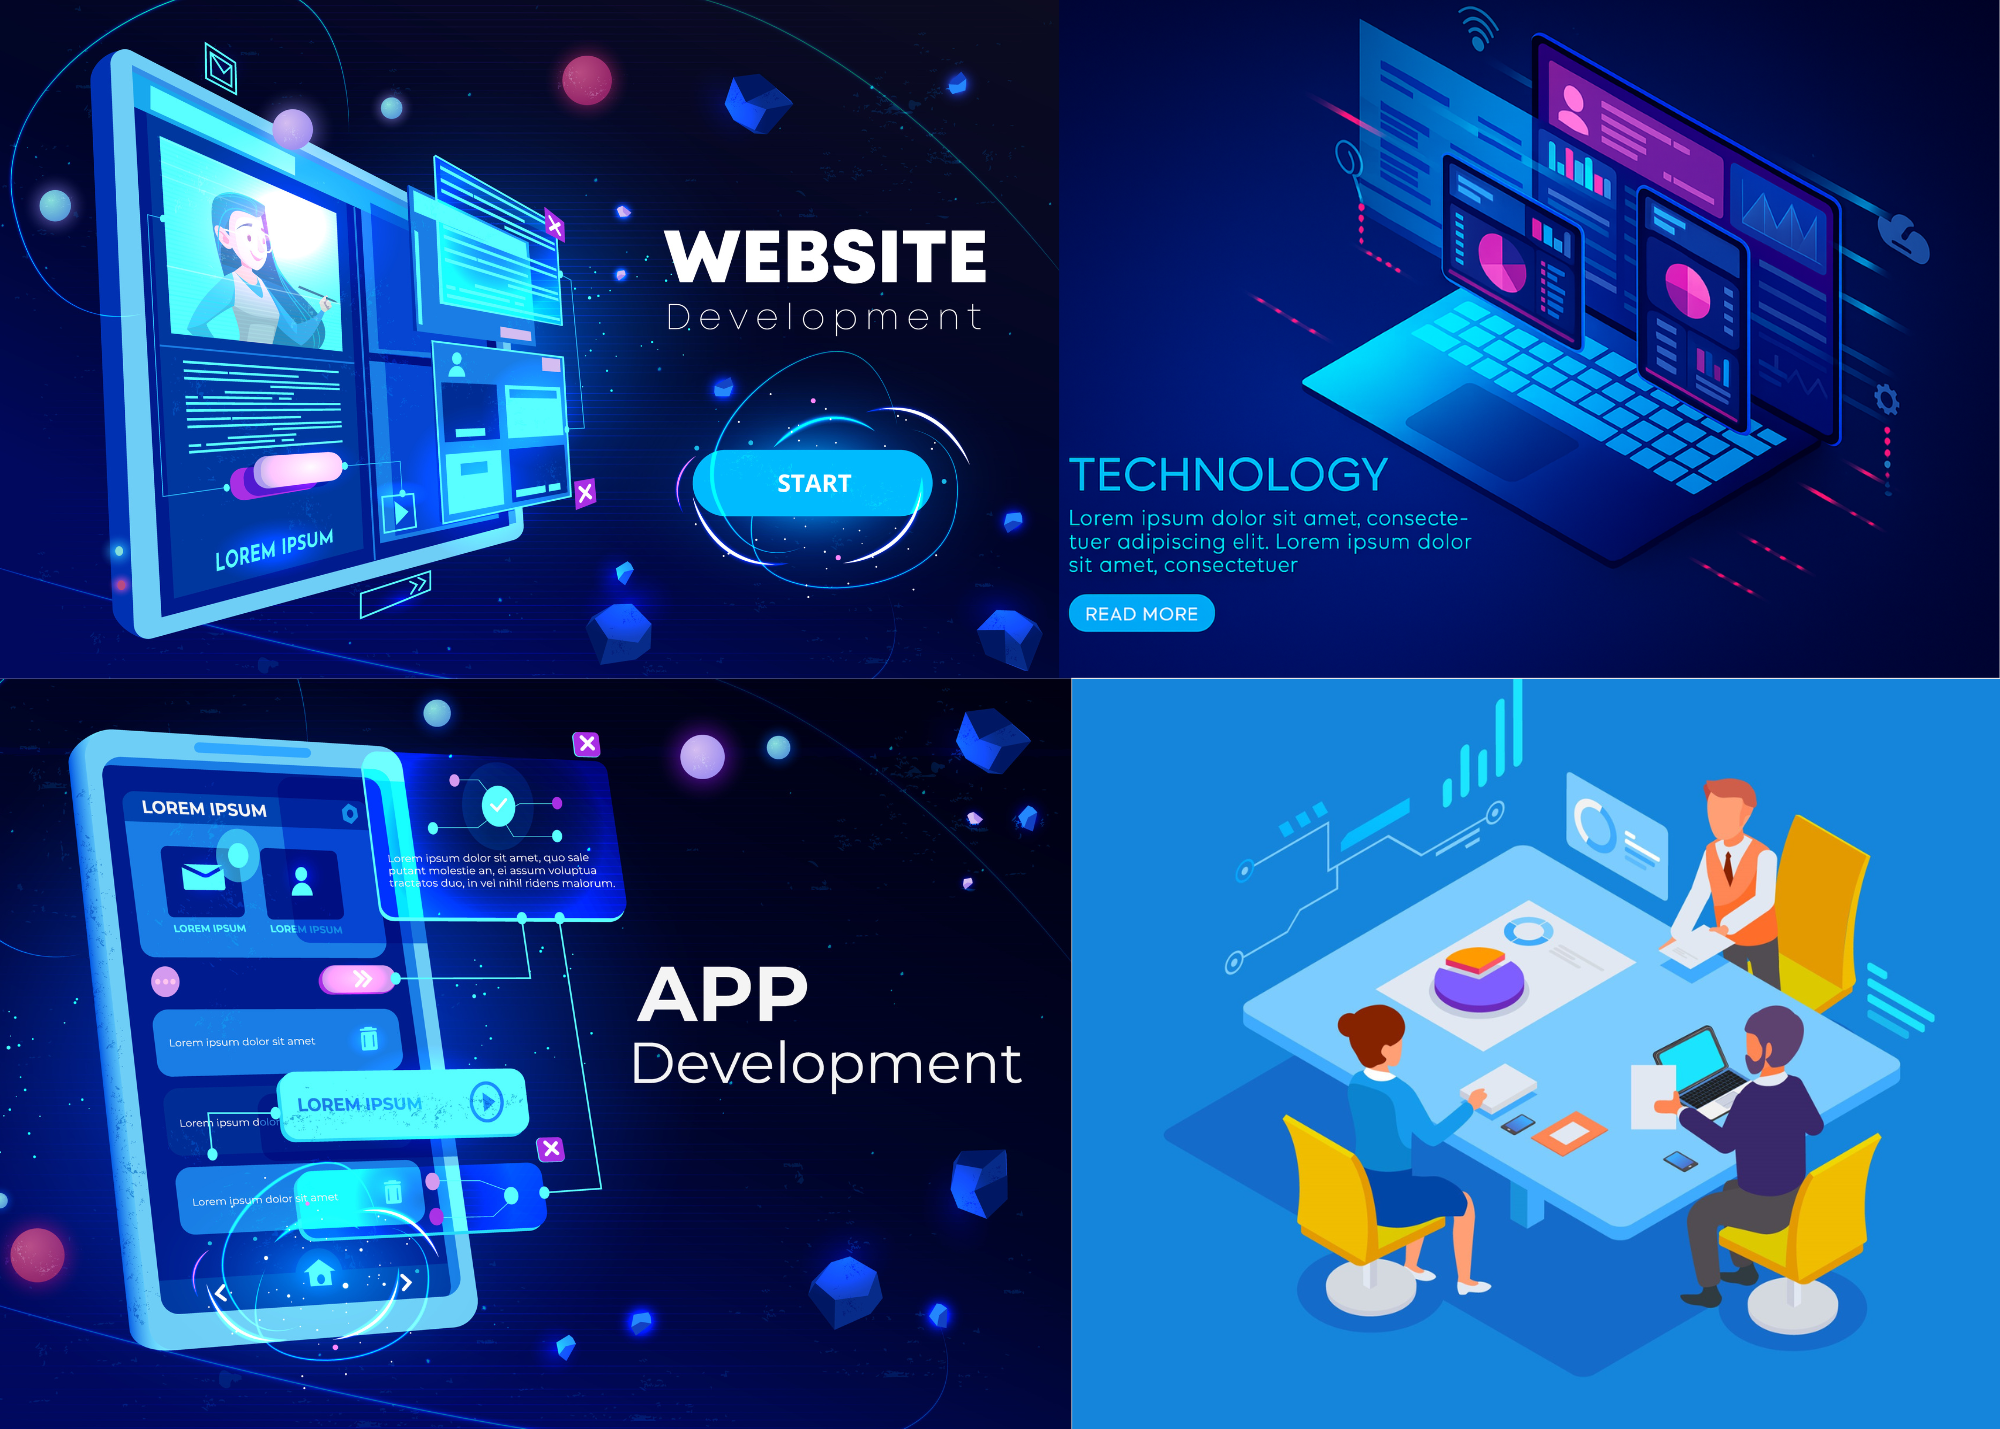 WEBSITE
Development
START
LOREM IPSUM
TECHNOLOGY
Lorem ipsum dolor sit amet, consecte-
tuer adipiscing elit. Lorem ipsum dolor
sit amet, consectetuer
READ MORE
LOREM IPSUM
LOREM IPSUM
LOREM IPSUM
Lorem ipsum dolor sit amet, quo sale
putant molestie an, ei assum voluptua
tractatos duo, in vel nihil ridens malorum.
APP
Development
Lorem ipsum dolor sit amet
LOREM IPSUM
Lorem ipsum dolor
Lorem ipsum dolor sit amet